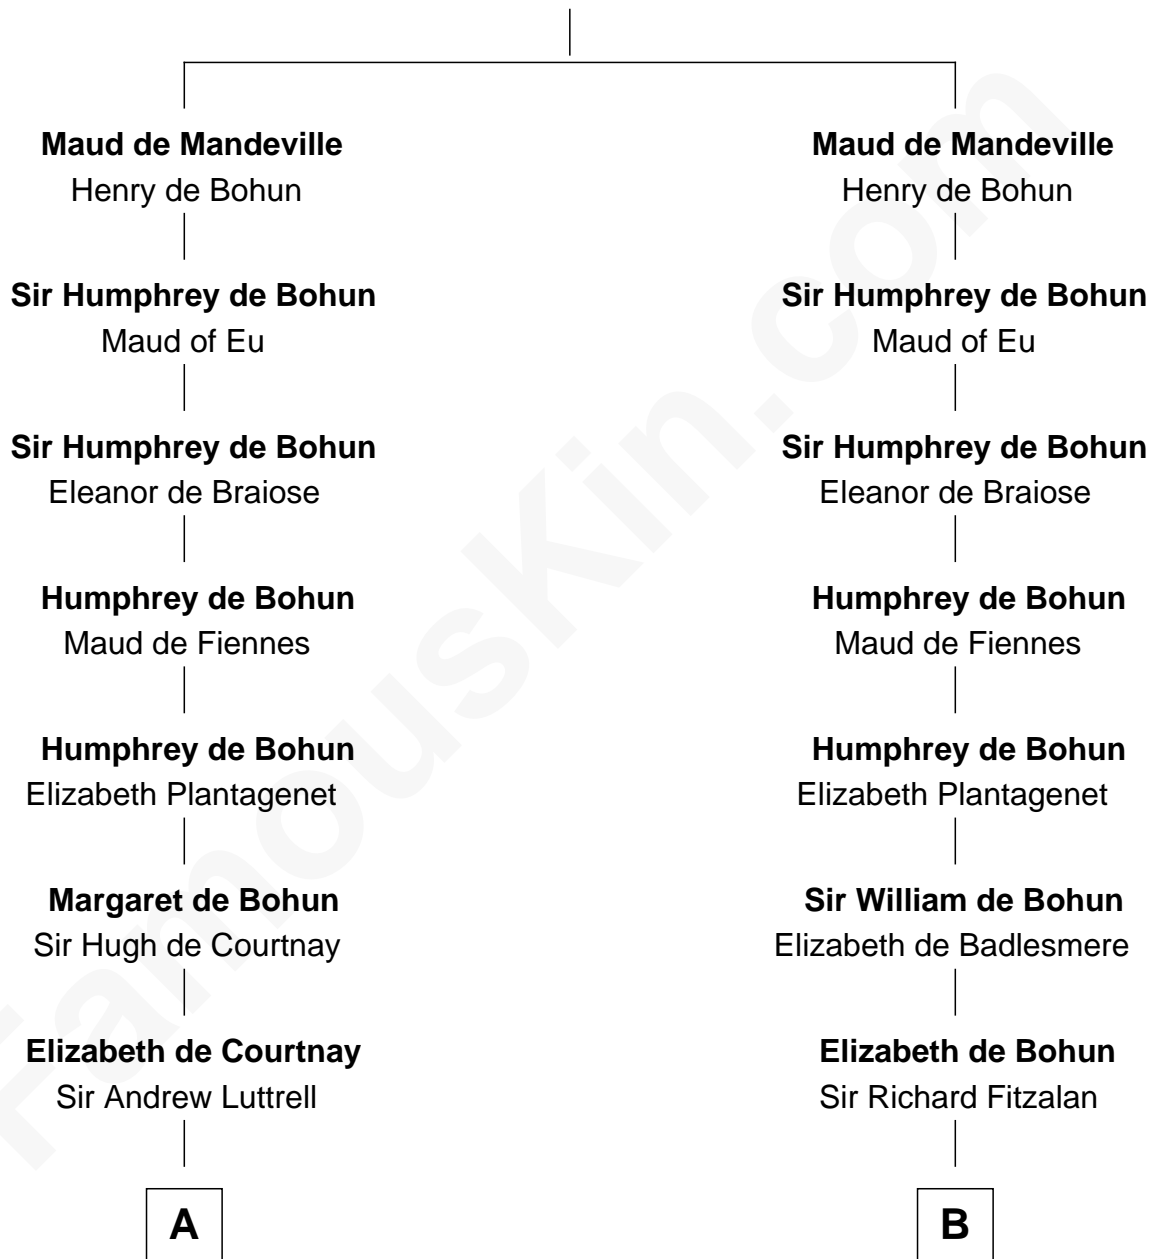 Maud de Mandeville
Henry de Bohun
Sir Humphrey de Bohun
Maud of Eu
Sir Humphrey de Bohun
Eleanor de Braiose
Humphrey de Bohun
Maud de Fiennes
Humphrey de Bohun
Elizabeth Plantagenet
Margaret de Bohun
Sir Hugh de Courtnay
Elizabeth de Courtnay
Sir Andrew Luttrell
A
Maud de Mandeville
Henry de Bohun
Sir Humphrey de Bohun
Maud of Eu
Sir Humphrey de Bohun
Eleanor de Braiose
Humphrey de Bohun
Maud de Fiennes
Humphrey de Bohun
Elizabeth Plantagenet
Sir William de Bohun
Elizabeth de Badlesmere
Elizabeth de Bohun
Sir Richard Fitzalan
B
FamousKin.com